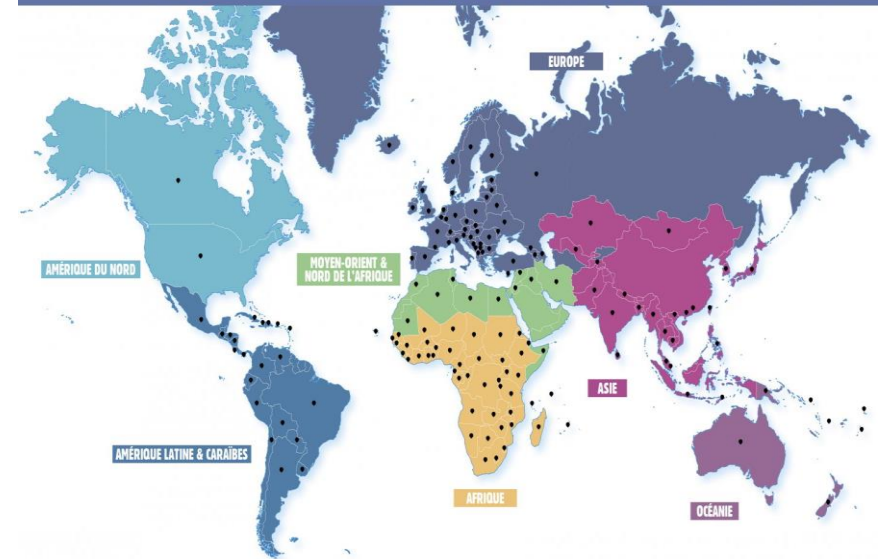 EUROPE
AMÉRIQUE DU NORD
MOYEN-ORIENT &
NORD DE L'AFRIQUE
ASIE
AMÉRIQUE LATINE & CARAÏBES
AFRIQUE
OCÉANIE